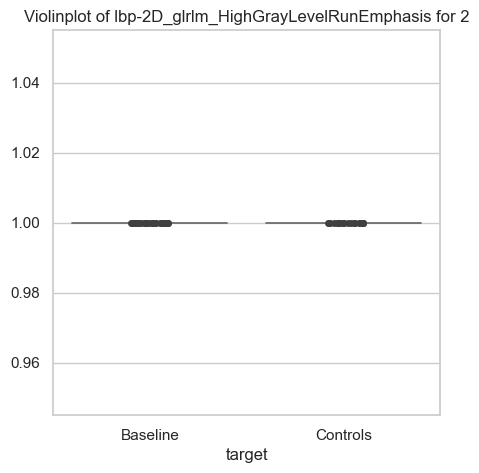 Violinplot of lbp-2D_glrlm_HighGrayLevelRunEmphasis for 2
1.04
1.02
1.00
0.98
0.96
Baseline
Controls
target